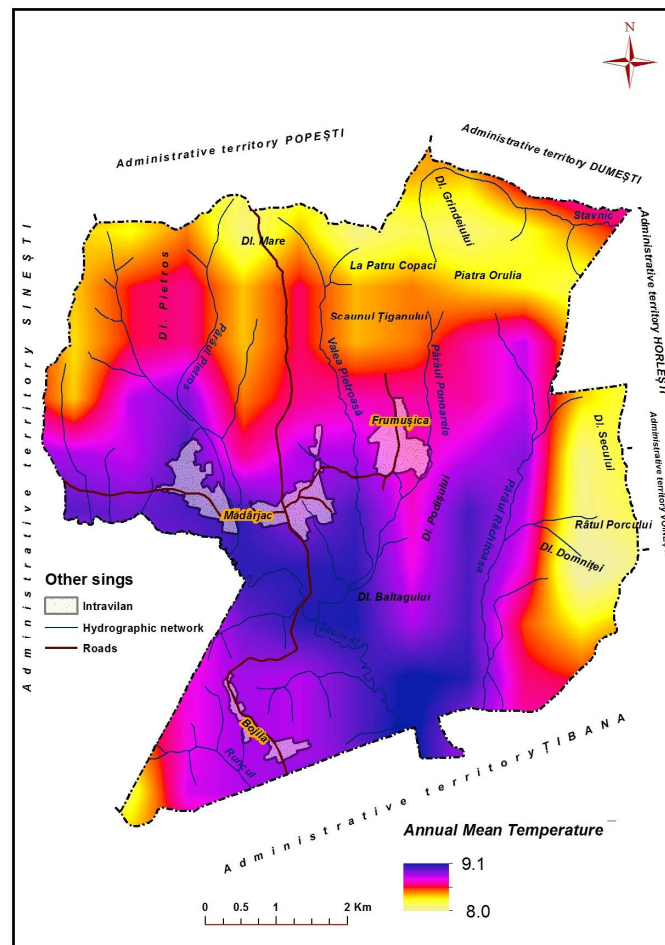 Administrative territory POPEȘTI
Administrative territory DUMEȘTI
Stavnic
Dl. Grindeiului
Dl. Mare
La Patru Copaci
Piatra Orulia
Administrative territory SINEȘTI
Administrative territory HORLEȘTI
Dl. Pietros
Scaunul Țiganului
Pârâul Pietros
Valea Pietroasă
Pârâul Ponoarele
Frumușica
Dl. Secului
Administrative territory
Mădârjac
Dl. Podișului
Pârâul Răchitoasa
Râtul Porcului
Dl. Domniței
Other sings
Intravilan
Hydrographic network
Roads
Dl. Baltagului
Bojila
Runcul
Administrative territory ȚIBANA
Annual Mean Temperature
9.1
8.0
0 0.5 1 2 Km